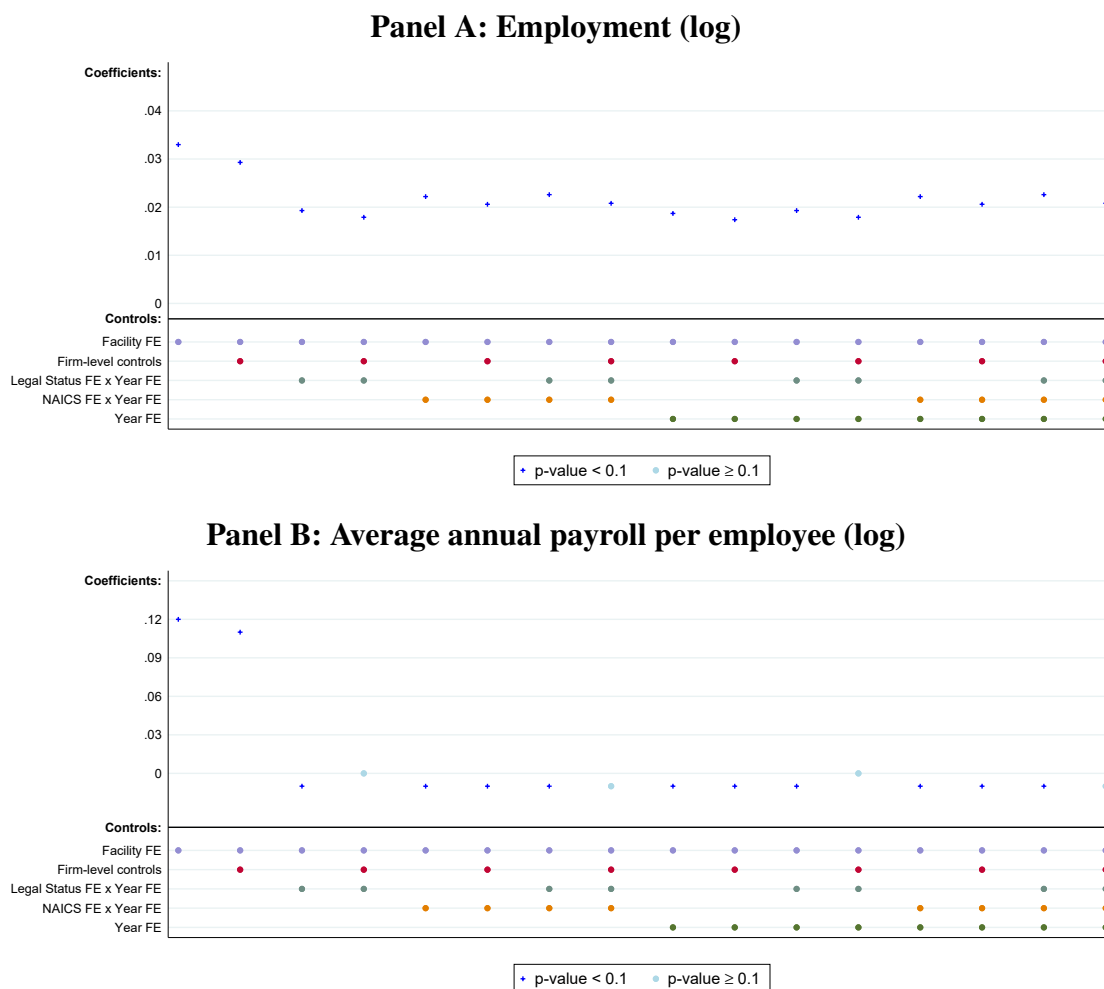 Panel A: Employment (log)
Coefficients:
.04
.03
.02
.01
0
Controls:
Facility FE
Firm-level controls
Legal Status FE x Year FE
NAICS FE x Year FE
Year FE
p-value < 0.1 p-value ≥ 0.1
Panel B: Average annual payroll per employee (log)
Coefficients:
.12
.09
.06
.03
0
Controls:
Facility FE
Firm-level controls
Legal Status FE x Year FE
NAICS FE x Year FE
Year FE
p-value < 0.1 p-value ≥ 0.1